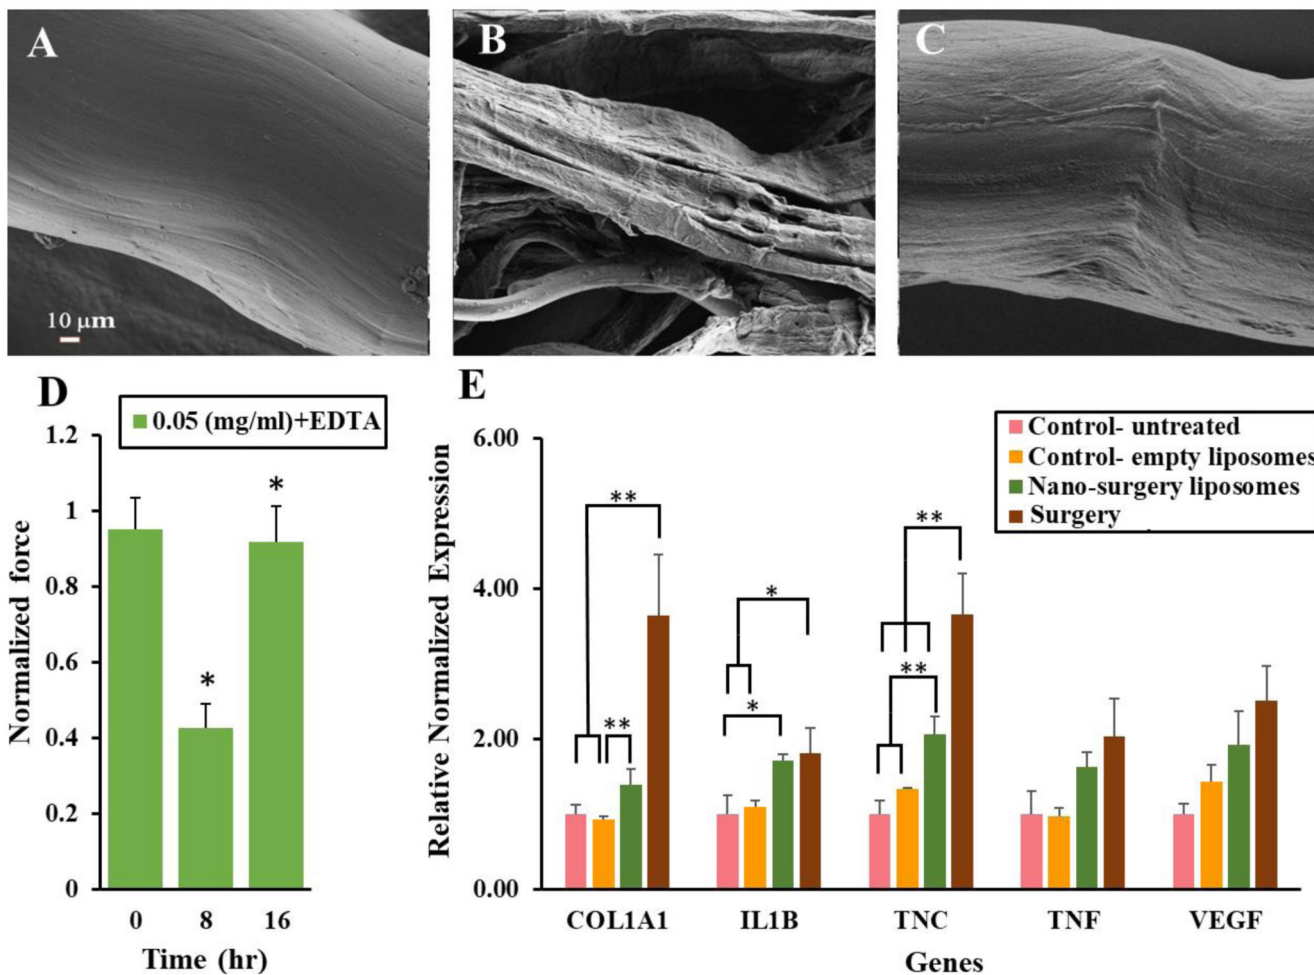 A
B
C
10 μm
D
0.05 (mg/ml)+EDTA
1.2
1
0.8
0.6
0.4
0.2
0
*
*
Normalized force
0
8
16
Time (hr)
E
Control- untreated
Control- empty liposomes
Nano-surgery liposomes
Surgery
6.00
4.00
2.00
0.00
Relative Normalized Expression
**
**
*
*
**
**
COL1A1
IL1B
TNC
TNF
VEGF
Genes